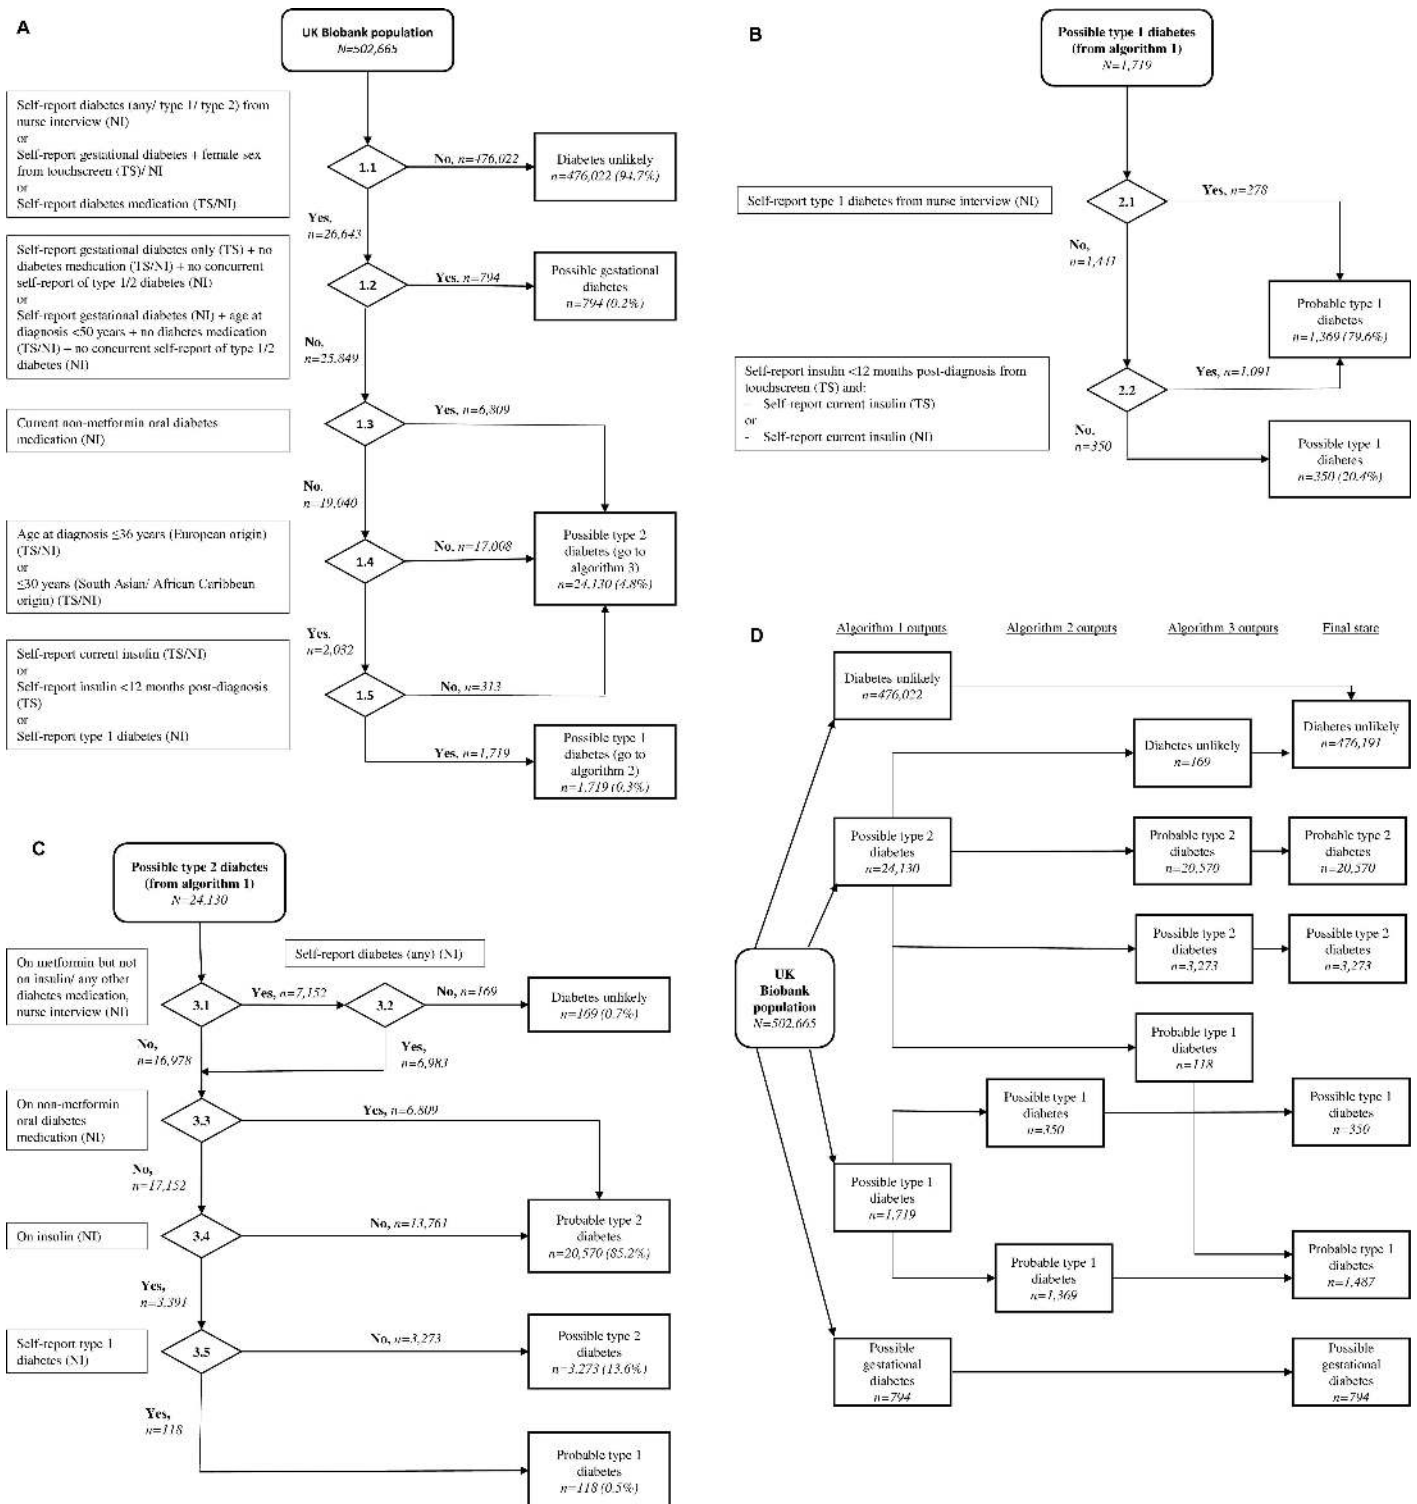 A
UK Biobank population
N=502,665
Self-report diabetes (any/ type 1/ type 2) from
nurse interview (NI)
or
Self-report gestational diabetes + female sex
from touchscreen (TS)/ NI
or
Self-report diabetes medication (TS/NI)
1.1
No, n=476,022
Diabetes unlikely
n=476,022 (94.7%)
Yes.
n=26,643
Self-report gestational diabetes only (TS) + no
diabetes medication (TS/NI) + no concurrent
self-report of type 1/2 diabetes (NI)
or
Self-report gestational diabetes (NI) + age at
diagnosis <50 years + no diabetes medication
(TS/NI) – no concurrent self-report of type 1/2
diabetes (NI)
1.2
Yes. n=794
Possible gestational
diabetes
n=794 (0.2%)
No.
n=25.849
Current non-metformin oral diabetes
medication (NI)
1.3
Yes, n=6,809
No.
n=19,040
Age at diagnosis ≤36 years (European origin)
(TS/NI)
or
≤30 years (South Asian/ African Caribbean
origin) (TS/NI)
1.4
No. n=17,008
Possible type 2
diabetes (go to
algorithm 3)
n=24.130 (4.8%)
Yes.
n=2,032
Self-report current insulin (TS/NI)
or
Self-report insulin <12 months post-diagnosis
(TS)
or
Self-report type 1 diabetes (NI)
1.5
No, n=313
Yes, n=1,719
Possible type 1
diabetes (go to
algorithm 2)
n=1.719 (0.3%)
B
Possible type 1 diabetes
(from algorithm 1)
N=1,719
Self-report type 1 diabetes from nurse interview (NI)
2.1
Yes, n=278
No,
n=1,441
Probable type 1
diabetes
n=1,369 (79.6%)
Self-report insulin <12 months post-diagnosis from
touchscreen (TS) and:
– Self-report current insulin (TS)
or
- Self-report current insulin (NI)
2.2
Yes, n=1,091
No.
n=350
Possible type 1
diabetes
n=350 (20.4%)
C
Possible type 2 diabetes
(from algorithm 1)
N=24.130
On metformin but not
on insulin/ any other
diabetes medication,
nurse interview (NI)
Self-report diabetes (any) (NI)
3.1
Yes, n=7,152
3.2
No, n=169
Diabetes unlikely
n=169 (0.7%)
No,
n=16,978
Yes,
n=6,983
On non-metformin
oral diabetes
medication (NI)
3.3
Yes, n=6.809
No,
n=17,152
On insulin (NI)
3.4
No, n=13,761
Probable type 2
diabetes
n=20,570 (85.2%)
Yes,
n=3,391
Self-report type 1
diabetes (NI)
3.5
No, n=3,273
Possible type 2
diabetes
n=3.273 (13.6%)
Yes,
n=118
Probable type 1
diabetes
n=118 (0.5%)
D
Algorithm 1 outputs Algorithm 2 outputs Algorithm 3 outputs Final state
Diabetes unlikely
n=476,022
Diabetes unlikely
n=169
Diabetes unlikely
n=476,191
Possible type 2
diabetes
n=24,130
Probable type 2
diabetes
n=20,570
Probable type 2
diabetes
n=20,570
Possible type 2
diabetes
n=3,273
Possible type 2
diabetes
n=3,273
UK
Biobank
population
N=502,665
Probable type 1
diabetes
n=118
Possible type 1
diabetes
n=350
Possible type 1
diabetes
n=350
Possible type 1
diabetes
n=1,719
Probable type 1
diabetes
n=1,369
Probable type 1
diabetes
n=1,487
Possible
gestational
diabetes
n=794
Possible
gestational
diabetes
n=794